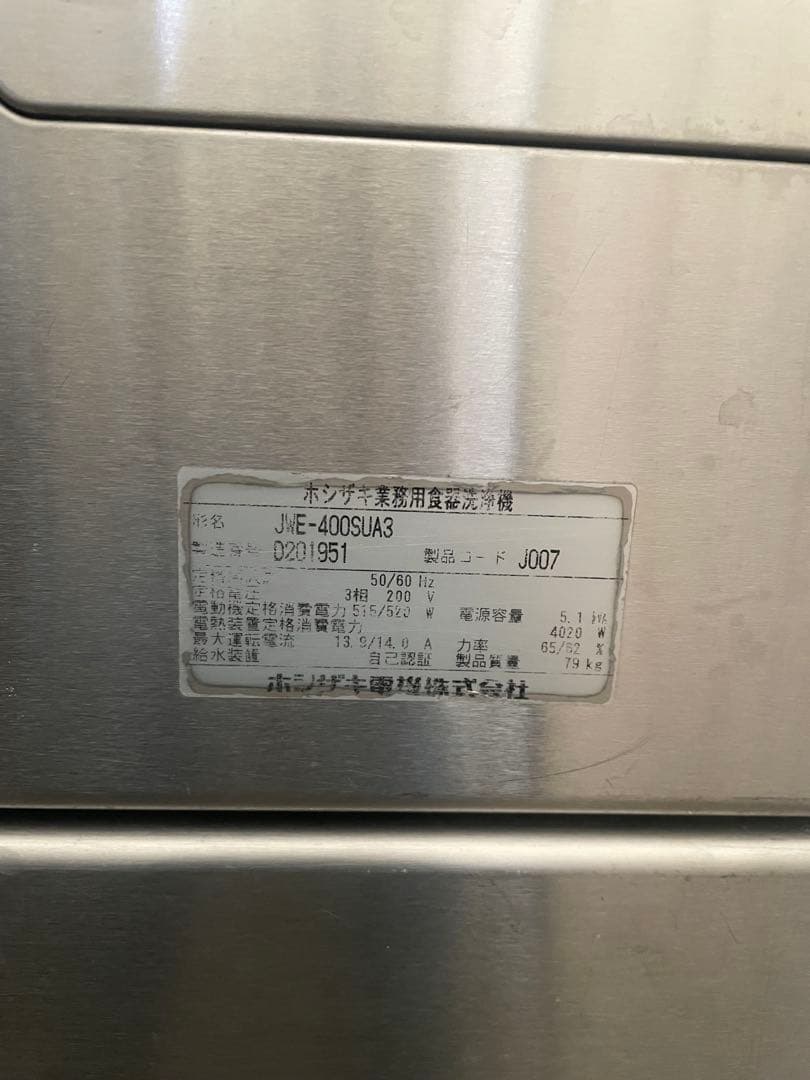 ホシザキ業務用食器洗浄機
形名 JWE-400SUA3
製造番号 D201951 製品コード J007
定格周波数 50/60 Hz
定格電圧 3相 200 V
電動機定格消費電力 515/520 W 電源容量 5.1 kVA
電熱装置定格消費電力 4020 W
最大運転電流 13.9/14.0 A 力率 65/62 %
給水装置 自己認証 製品質量 79 kg
ホシザキ電機株式会社